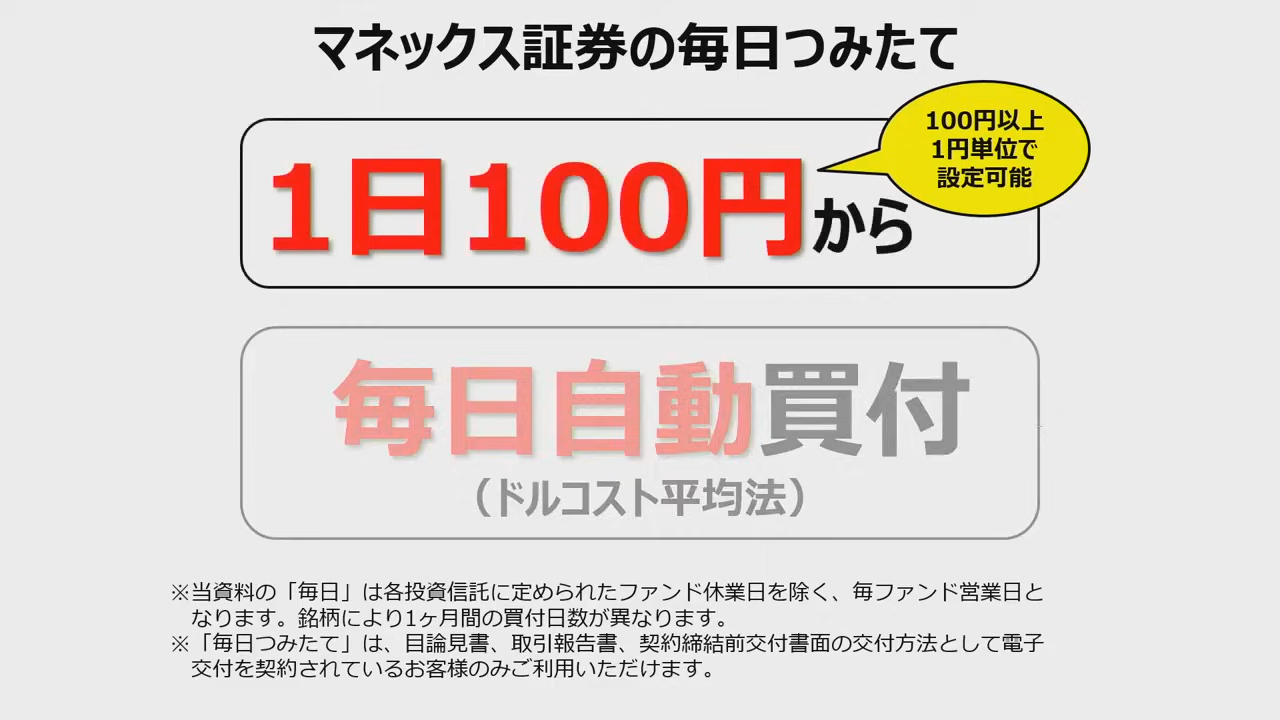 マネックス証券の毎日つみたて
100円以上
1円単位で
設定可能
1日100円から
毎日自動買付
（ドルコスト平均法）
※当資料の「毎日」は各投資信託に定められたファンド休業日を除く、毎ファンド営業日と
なります。銘柄により1ヶ月間の買付日数が異なります。
※「毎日つみたて」は、目論見書、取引報告書、契約締結前交付書面の交付方法として電子
交付を契約されているお客様のみご利用いただけます。